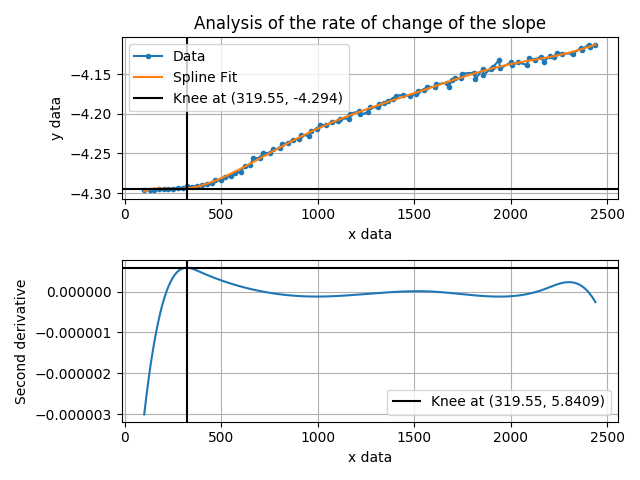 Analysis of the rate of change of the slope
Data
Spline Fit
Knee at (319.55, -4.294)
y data
−4.15
−4.20
−4.25
−4.30
0 500 1000 1500 2000 2500
x data
Second derivative
0.000000
−0.000001
−0.000002
−0.000003
Knee at (319.55, 5.8409)
0 500 1000 1500 2000 2500
x data